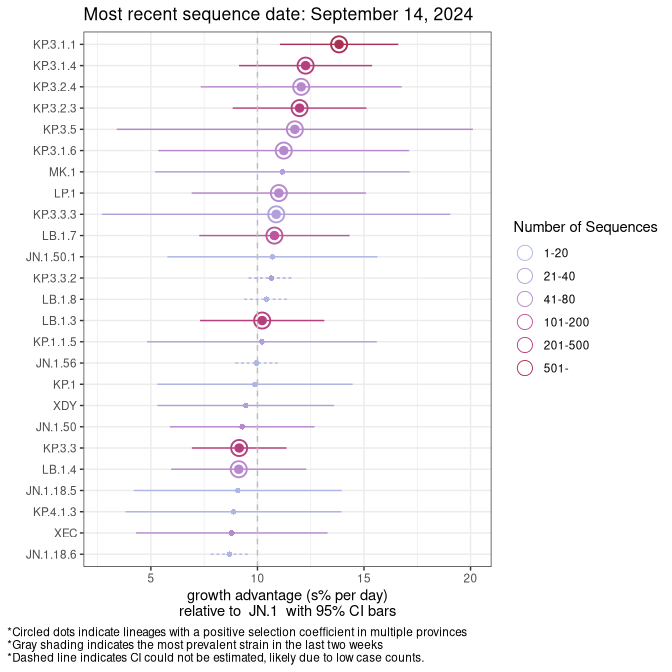 Most recent sequence date: September 14, 2024
KP.3.1.1
KP.3.1.4
KP.3.2.4
KP.3.2.3
KP.3.5
KP.3.1.6
MK.1
LP.1
KP.3.3.3
LB.1.7
JN.1.50.1
KP.3.3.2
LB.1.8
LB.1.3
KP.1.1.5
JN.1.56
KP.1
XDY
JN.1.50
KP.3.3
LB.1.4
JN.1.18.5
KP.4.1.3
XEC
JN.1.18.6
5 10 15 20
growth advantage (s% per day)
relative to JN.1 with 95% CI bars
Number of Sequences
1-20
21-40
41-80
101-200
201-500
501-
*Circled dots indicate lineages with a positive selection coefficient in multiple provinces
*Gray shading indicates the most prevalent strain in the last two weeks
*Dashed line indicates CI could not be estimated, likely due to low case counts.